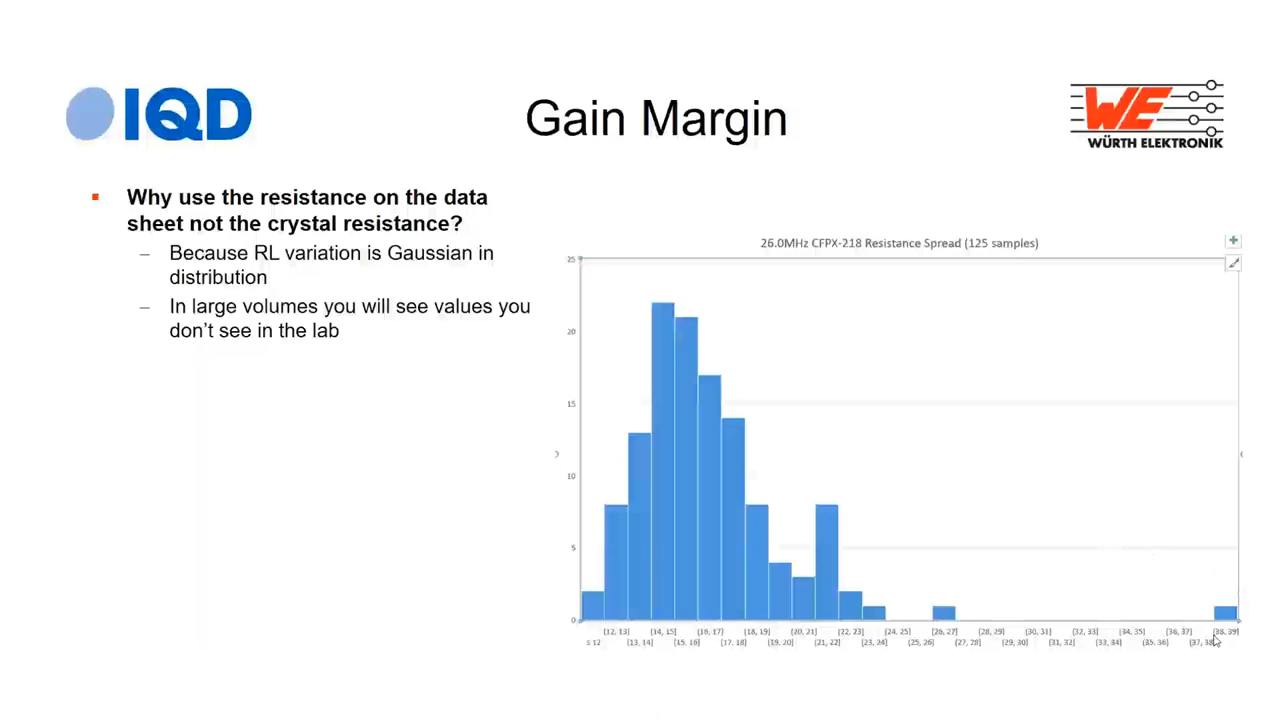 IQD
Gain Margin
WE
WÜRTH ELEKTRONIK
▪ Why use the resistance on the data
sheet not the crystal resistance?
– Because RL variation is Gaussian in
distribution
– In large volumes you will see values you
don't see in the lab
26.0MHz CFPX-218 Resistance Spread (125 samples)
25
20
15
10
5
0
[12, 13) [14, 15) [16, 17) [18, 19) [20, 21) [22, 23) [24, 25) [26, 27) [28, 29) [30, 31) [32, 33) [34, 35) [36, 37) [38, 39]
≤ 12 [13, 14) [15, 16) [17, 18) [19, 20) [21, 22) [23, 24) [25, 26) [27, 28) [29, 30) [31, 32) [33, 34) [35, 36) [37, 38)